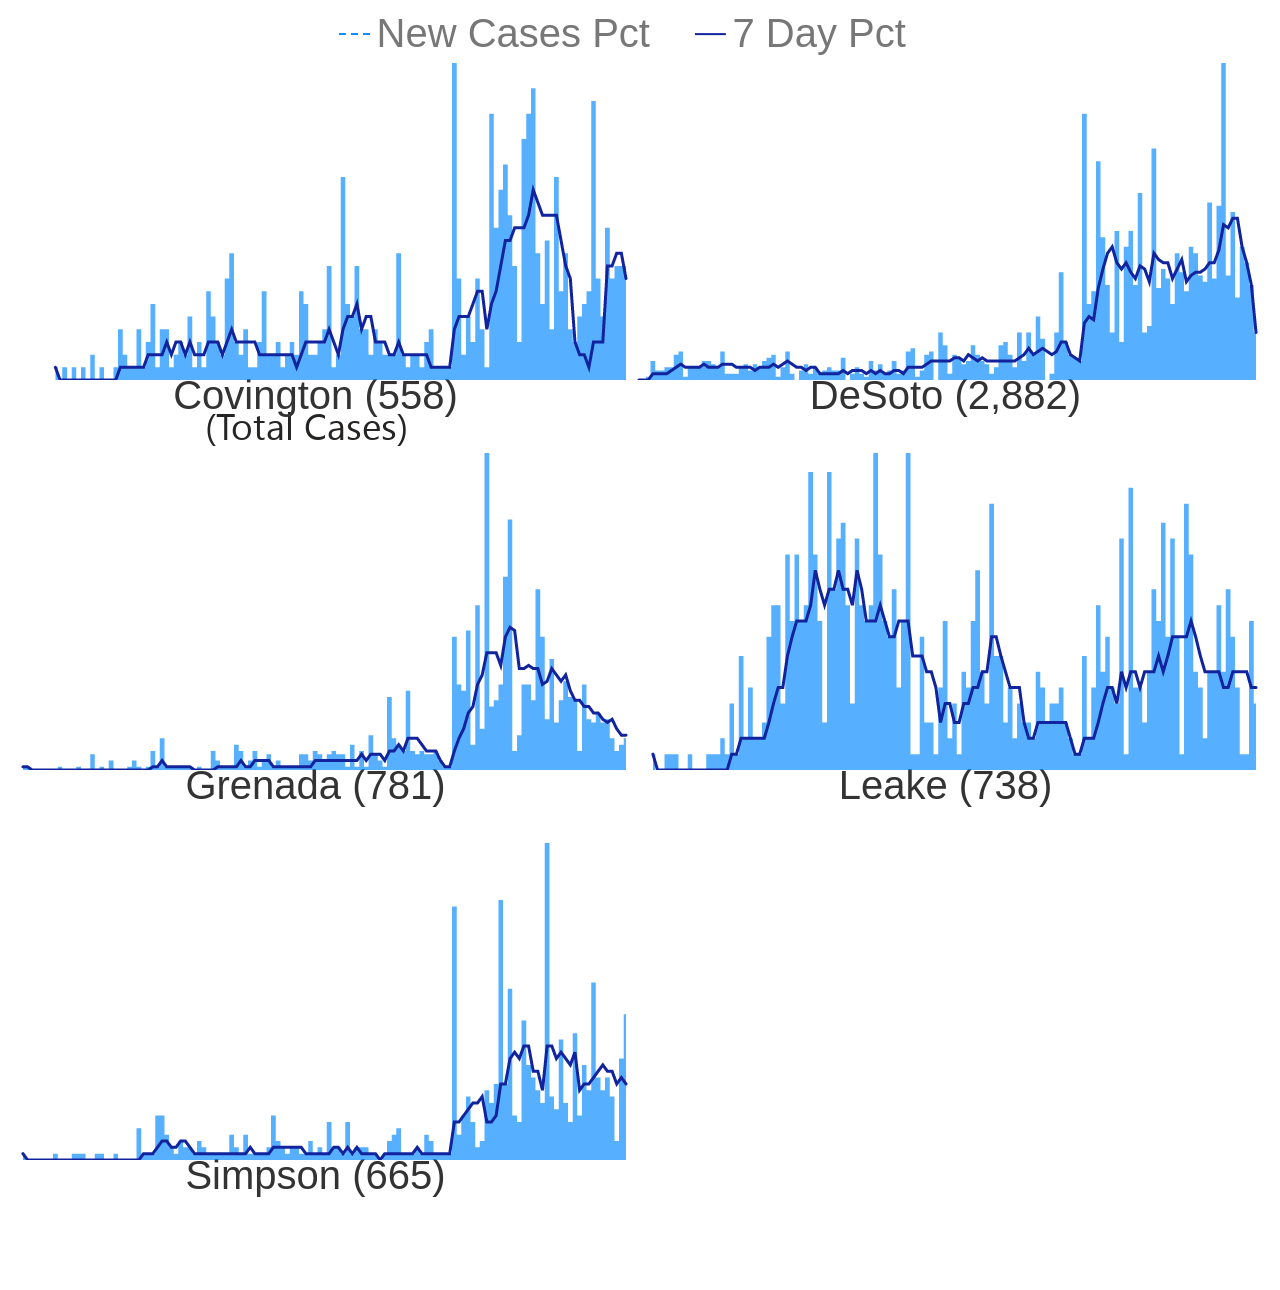 New Cases Pct 7 Day Pct
Covington (558) DeSoto (2,882)
(Total Cases)
Grenada (781) Leake (738)
Simpson (665)